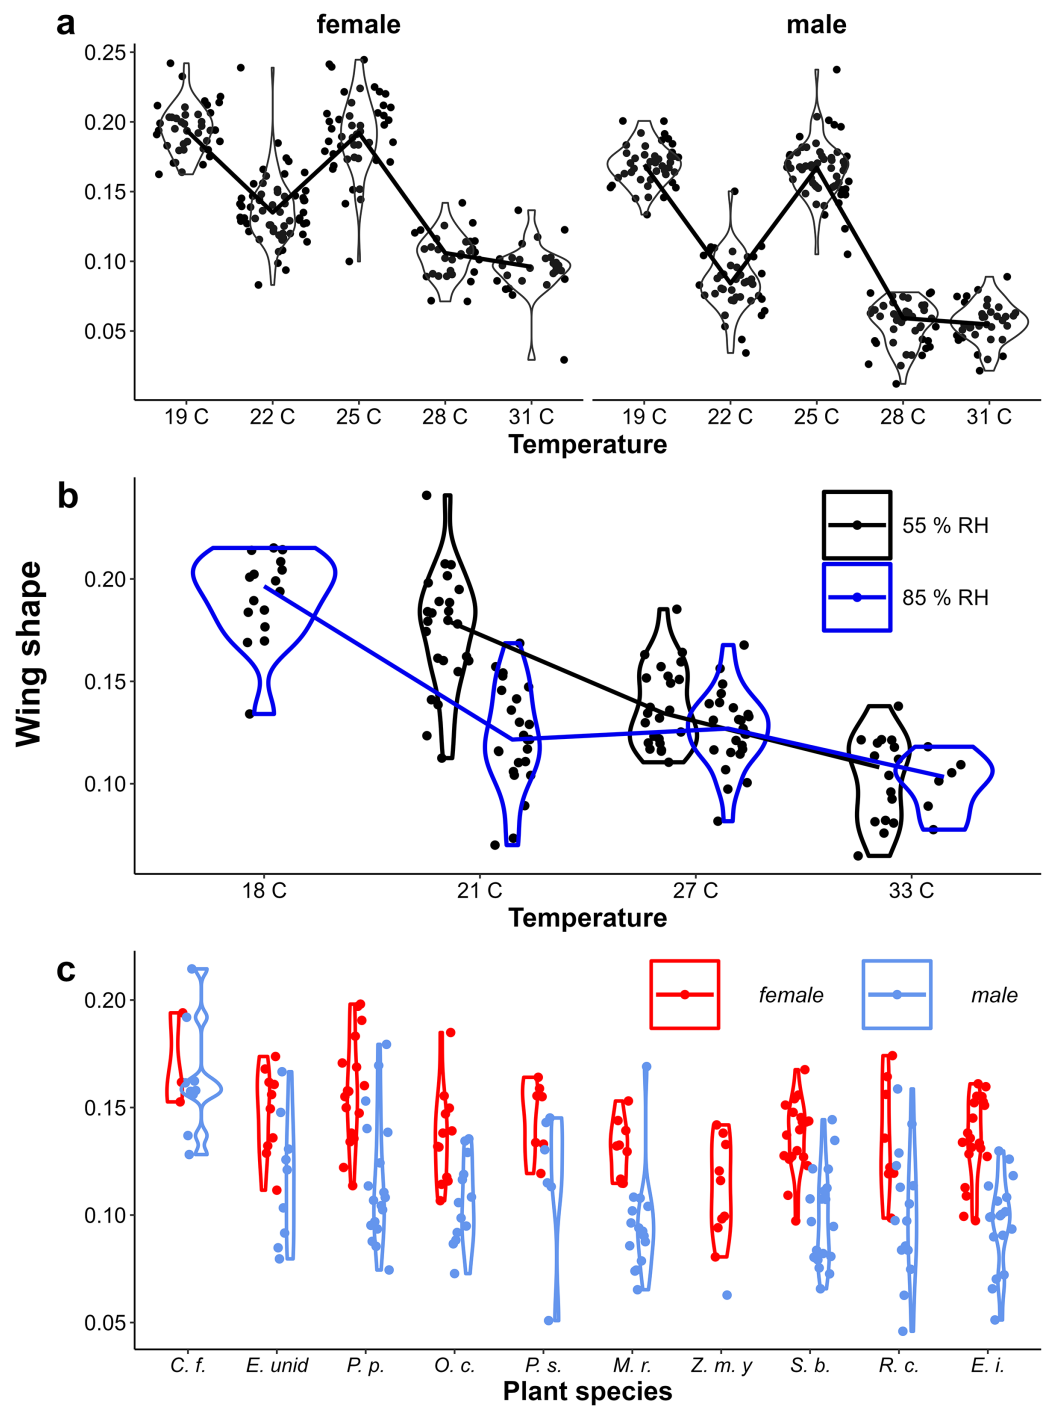 a
female
male
0.25
0.20
0.15
0.10
0.05
19 C 22 C 25 C 28 C 31 C
19 C 22 C 25 C 28 C 31 C
Temperature
Temperature
b
55 % RH
85 % RH
Wing shape
0.20
0.15
0.10
18 C 21 C 27 C 33 C
Temperature
c
female
male
0.20
0.15
0.10
0.05
C. f. E. unid P. p. O. c. P. s. M. r. Z. m. y S. b. R. c. E. i.
Plant species